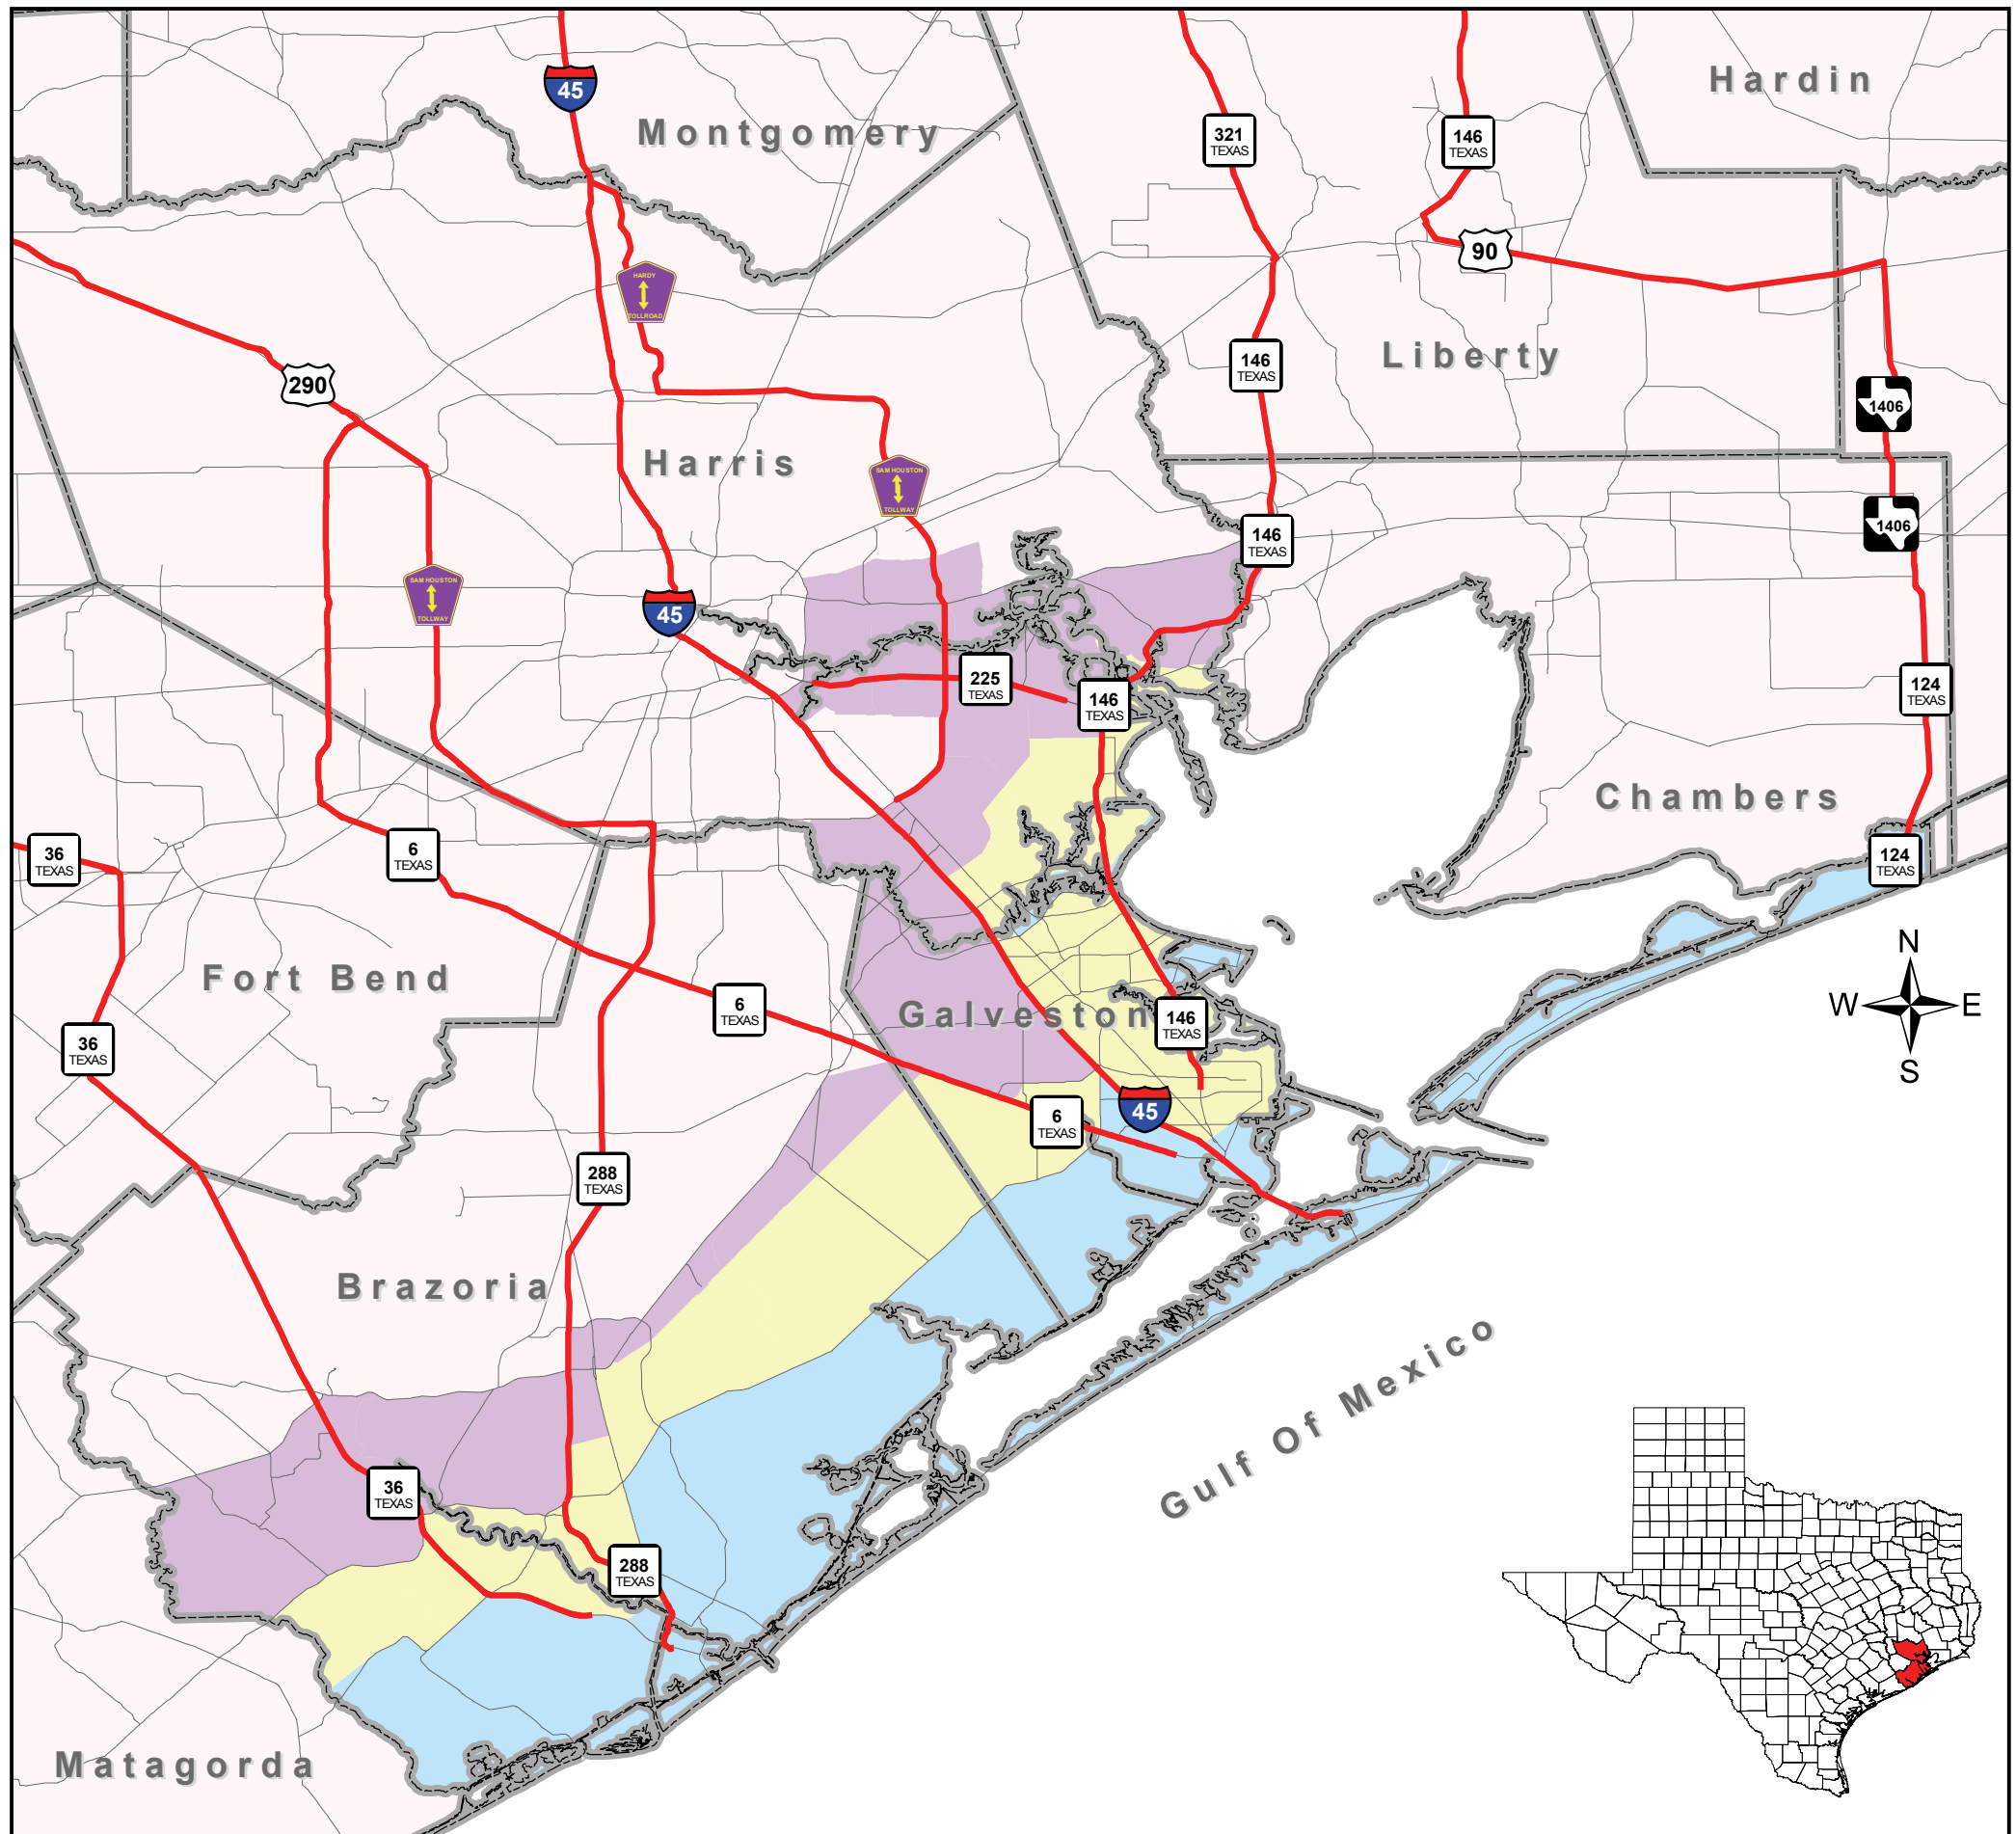 Hardin
45
Montgomery
321
TEXAS
146
TEXAS
90
HARDY
TOLLROAD
290
146
TEXAS
Liberty
1406
Harris
SAM HOUSTON
TOLLWAY
1406
146
TEXAS
SAM HOUSTON
TOLLWAY
45
225
TEXAS
146
TEXAS
124
TEXAS
Chambers
36
TEXAS
6
TEXAS
124
TEXAS
N
W E
S
Fort Bend
6
TEXAS
Galveston
146
TEXAS
36
TEXAS
45
6
TEXAS
288
TEXAS
Brazoria
Gulf Of Mexico
36
TEXAS
288
TEXAS
Matagorda